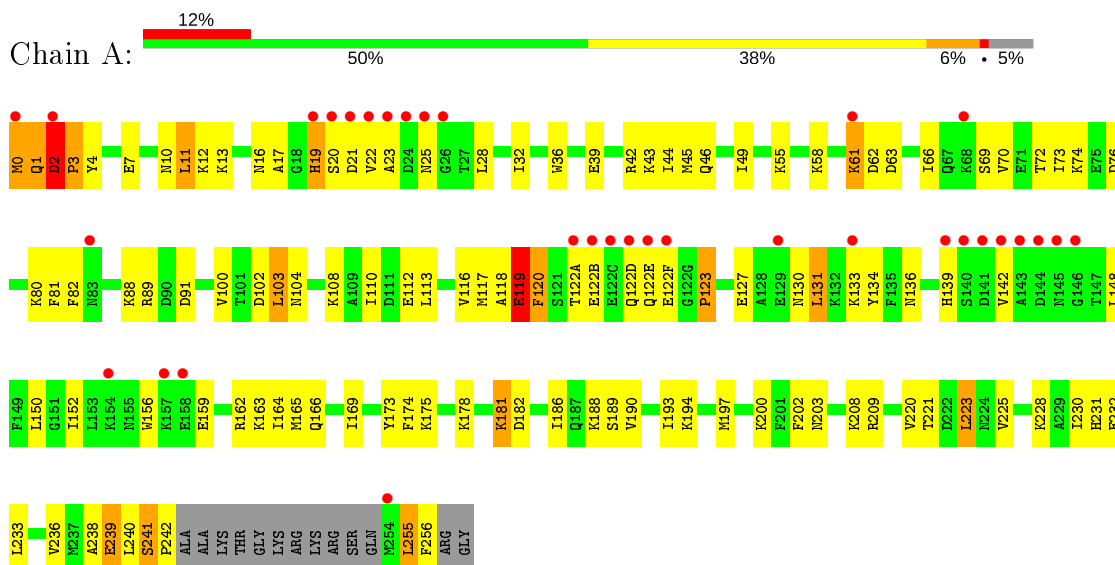 12%
Chain A:
50% 38% 6% • 5%
M0 Q1 D2 P3 Y4 E7 N10 L11 K12 K13 N16 A17 G18 H19 S20 D21 V22 A23 D24 N25 G26 T27 L28 I32 W36 E39 R42 K43 I44 M45 Q46 I49 K55 K58 K61 D62 D63 I66 Q67 K68 S69 V70 E71 T72 I73 K74 E75 D76
K80 F81 F82 N83 K88 R89 D90 D91 V100 T101 D102 L103 N104 K108 A109 I110 D111 E112 L113 V116 M117 A118 E119 F120 S121 T122A E122B E122C Q122D Q122E E122F G122G P123 E127 A128 E129 N130 L131 K132 K133 Y134 F135 N136 H139 S140 D141 V142 A143 D144 N145 G146 T147 L148
F149 L150 G151 I152 L153 K154 N155 W156 K157 E158 E159 R162 K163 I164 M165 Q166 I169 Y173 F174 K175 K178 K181 D182 I186 Q187 K188 S189 V190 I193 K194 M197 K200 F201 F202 N203 K208 R209 V220 T221 D222 L223 N224 V225 K228 A229 I230 H231
L233 V236 M237 A238 E239 L240 S241 P242 ALA ALA LYS THR GLY LYS ARG LYS ARG SER GLN M254 L255 F256 ARG GLY